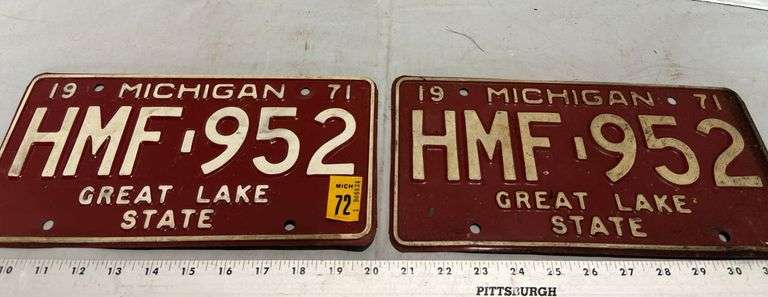 19 MICHIGAN 71
HMF-952
GREAT LAKE
STATE
MICH
72
19 MICHIGAN 71
HMF-952
GREAT LAKE
STATE
10 11 12 13 14 15 16 17 18 19 20 21 22 23 24 25 26 27 28 29 30
PITTSBURGH